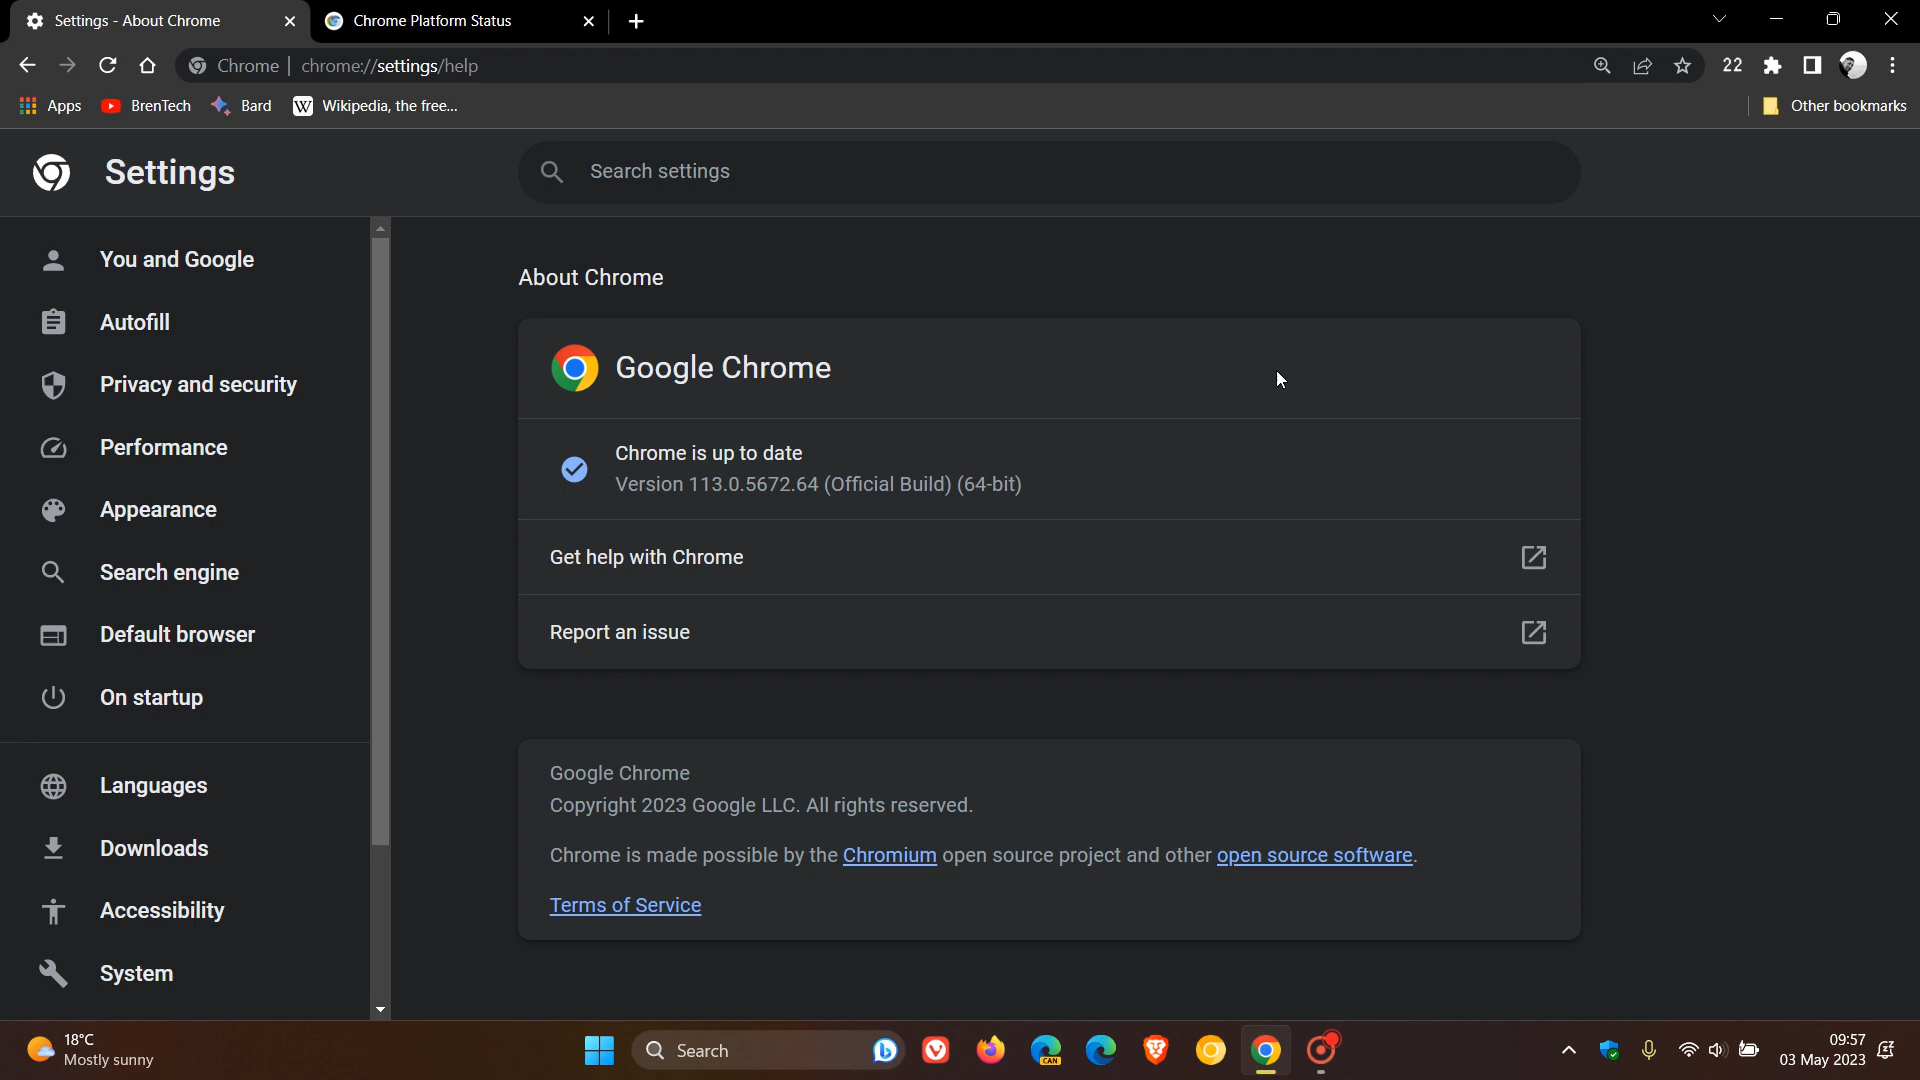 Settings - About Chrome
Chrome Platform Status
Chrome
chrome://settings/help
22
Apps
BrenTech
Bard
W Wikipedia, the free...
Other bookmarks
Settings
Search settings
You and Google
Autofill
Privacy and security
Performance
Appearance
Search engine
Default browser
On startup
Languages
Downloads
Accessibility
System
About Chrome
Google Chrome
Chrome is up to date
Version 113.0.5672.64 (Official Build) (64-bit)
Get help with Chrome
Report an issue
Google Chrome
Copyright 2023 Google LLC. All rights reserved.
Chrome is made possible by the Chromium open source project and other open source software.
Terms of Service
18°C
Mostly sunny
Search
CAN
09:57
03 May 2023